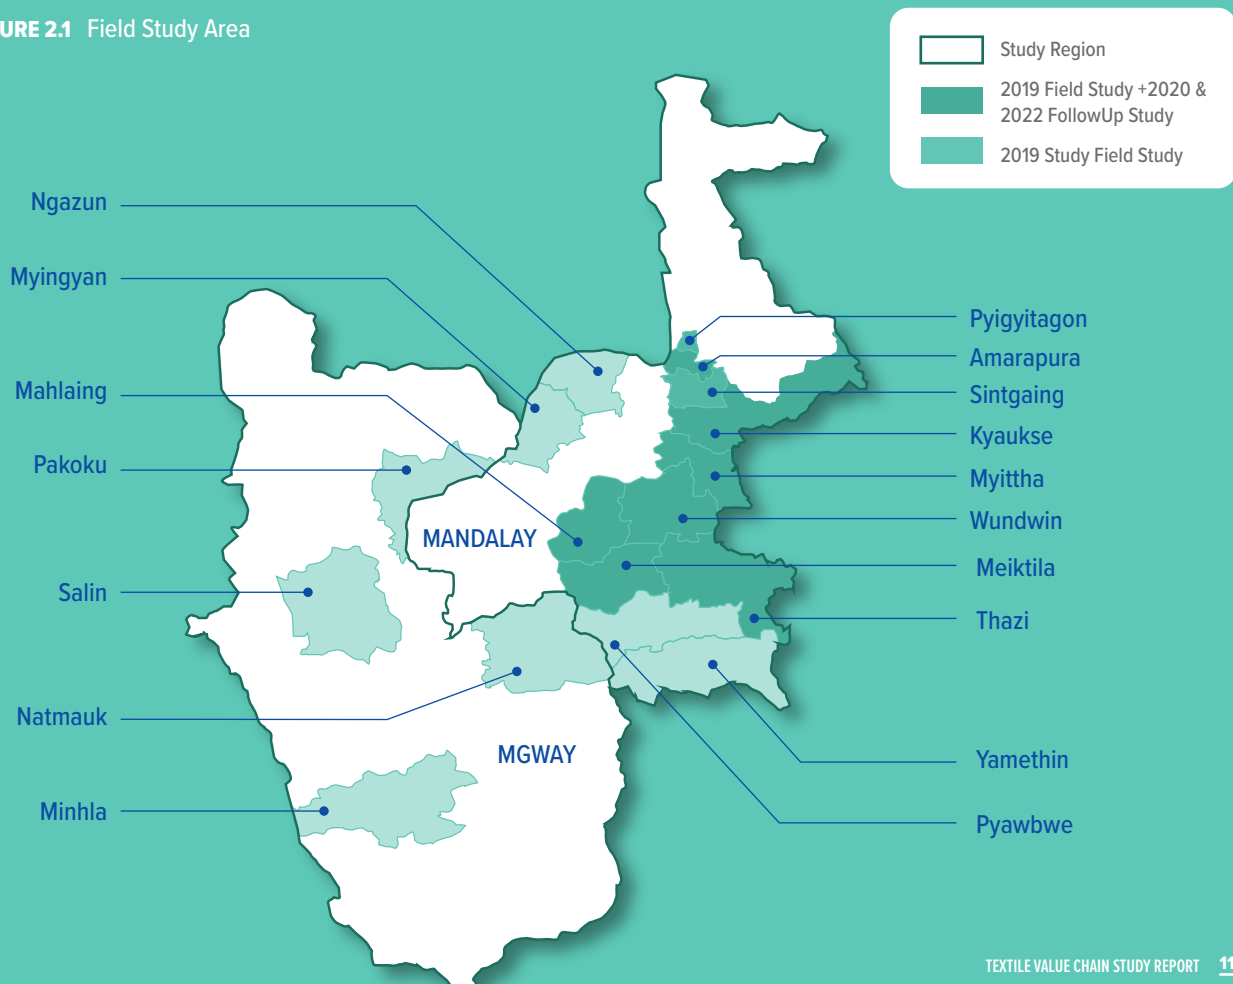 URE 2.1 Field Study Area
Study Region
2019 Field Study +2020 &
2022 FollowUp Study
2019 Study Field Study
Ngazun
Myingyan
Mahlaing
Pakoku
Salin
Natmauk
Minhla
MANDALAY
MGWAY
Pyigyitagon
Amarapura
Sintgaing
Kyaukse
Myittha
Wundwin
Meiktila
Thazi
Yamethin
Pyawbwe
TEXTILE VALUE CHAIN STUDY REPORT 11